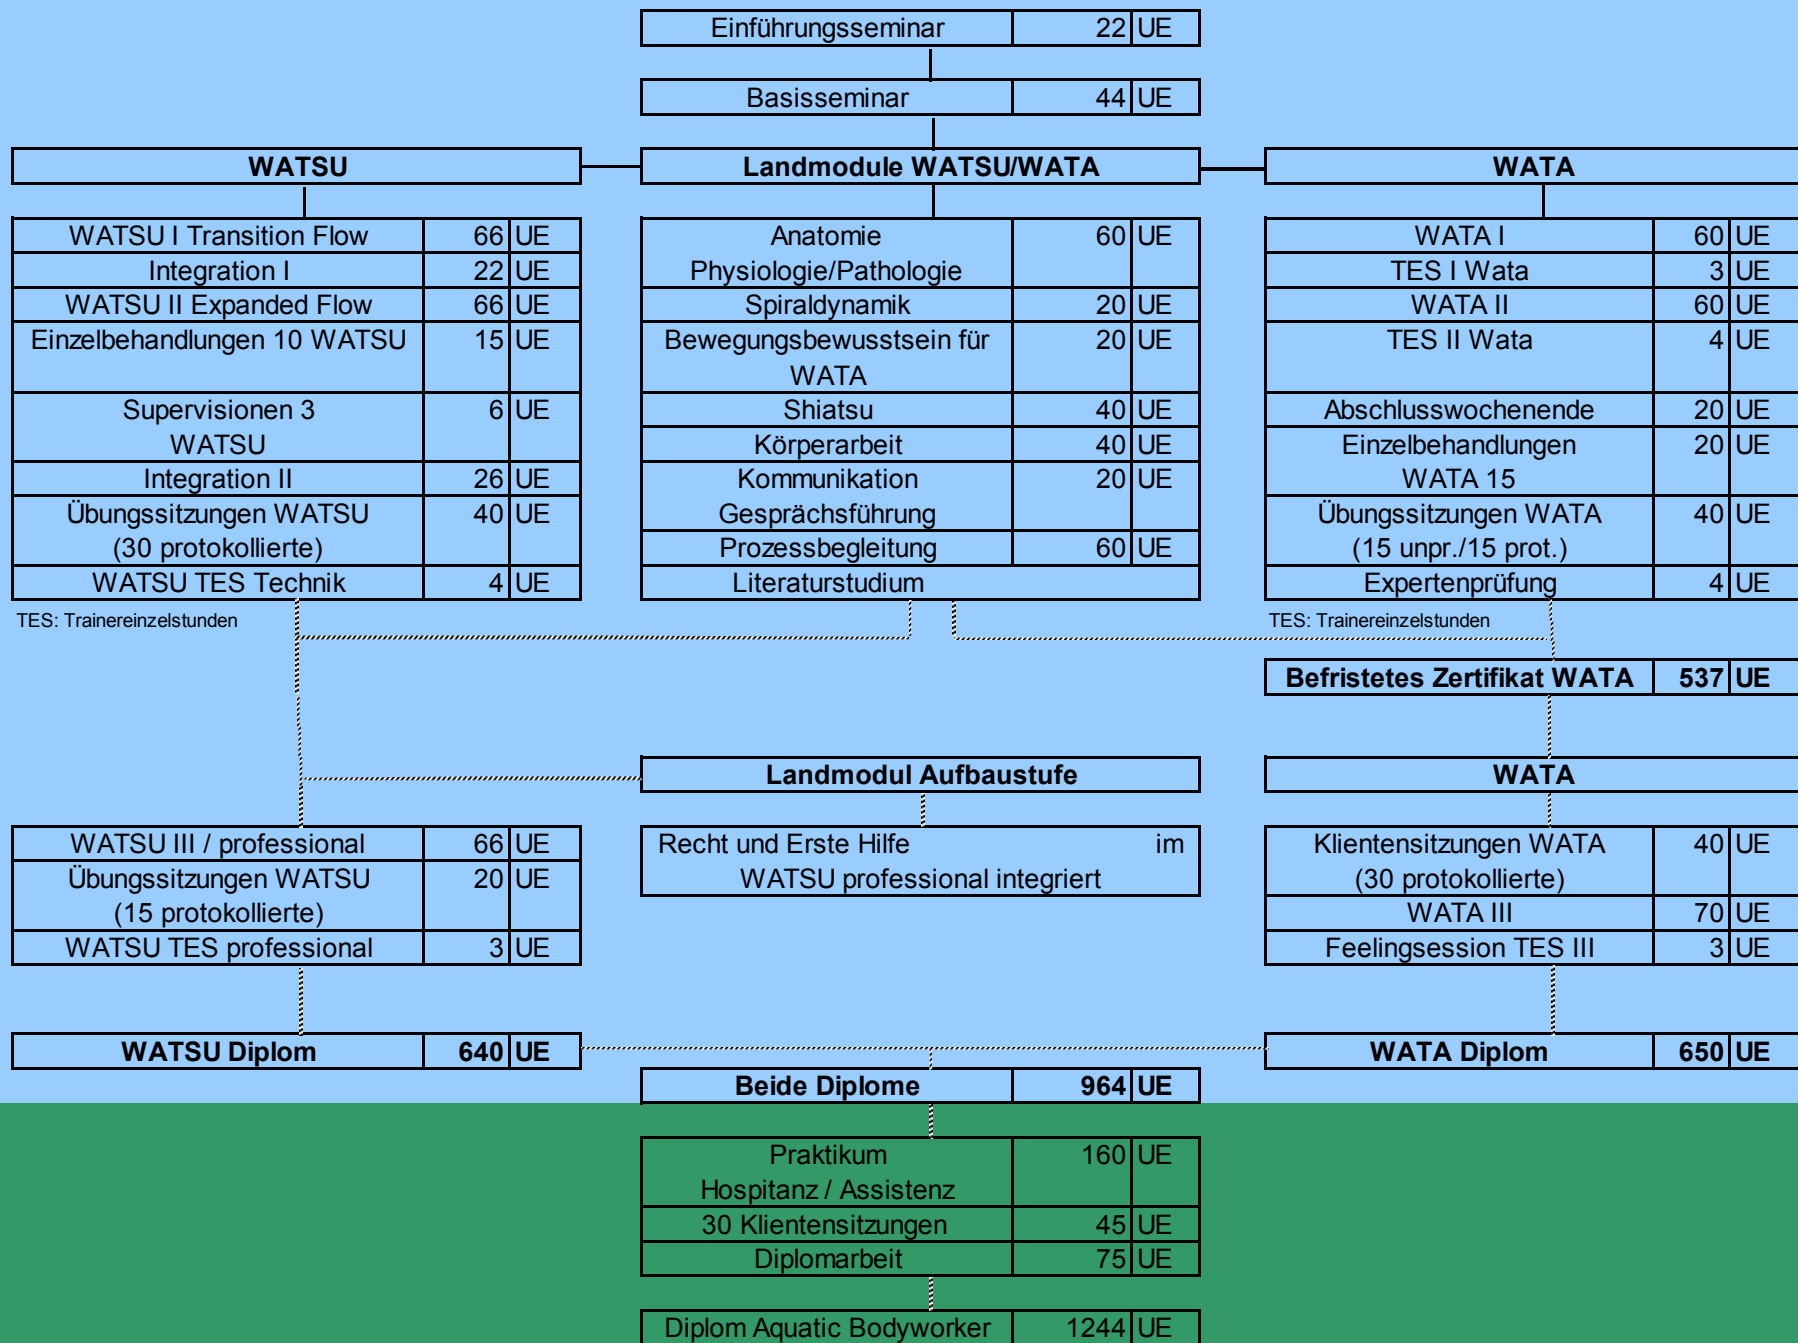 Einführungsseminar 22 UE
Basisseminar 44 UE
WATSU
Landmodule WATSU/WATA
WATA
WATSU I Transition Flow 66 UE
Integration I 22 UE
WATSU II Expanded Flow 66 UE
Einzelbehandlungen 10 WATSU 15 UE
Supervisionen 3 6 UE
WATSU
Integration II 26 UE
Übungssitzungen WATSU 40 UE
(30 protokollierte)
WATSU TES Technik 4 UE
TES: Trainereinzelstunden
Anatomie 60 UE
Physiologie/Pathologie
Spiraldynamik 20 UE
Bewegungsbewusstsein für 20 UE
WATA
Shiatsu 40 UE
Körperarbeit 40 UE
Kommunikation 20 UE
Gesprächsführung
Prozessbegleitung 60 UE
Literaturstudium
WATA I 60 UE
TES I Wata 3 UE
WATA II 60 UE
TES II Wata 4 UE
Abschlusswochenende 20 UE
Einzelbehandlungen 20 UE
WATA 15
Übungssitzungen WATA 40 UE
(15 unpr./15 prot.)
Expertenprüfung 4 UE
TES: Trainereinzelstunden
Befristetes Zertifikat WATA 537 UE
Landmodul Aufbaustufe
WATA
WATSU III / professional 66 UE
Übungssitzungen WATSU 20 UE
(15 protokollierte)
WATSU TES professional 3 UE
Recht und Erste Hilfe im
WATSU professional integriert
Klientensitzungen WATA 40 UE
(30 protokollierte)
WATA III 70 UE
Feelingsession TES III 3 UE
WATSU Diplom 640 UE
WATA Diplom 650 UE
Beide Diplome 964 UE
Praktikum 160 UE
Hospitanz / Assistenz
30 Klientensitzungen 45 UE
Diplomarbeit 75 UE
Diplom Aquatic Bodyworker 1244 UE